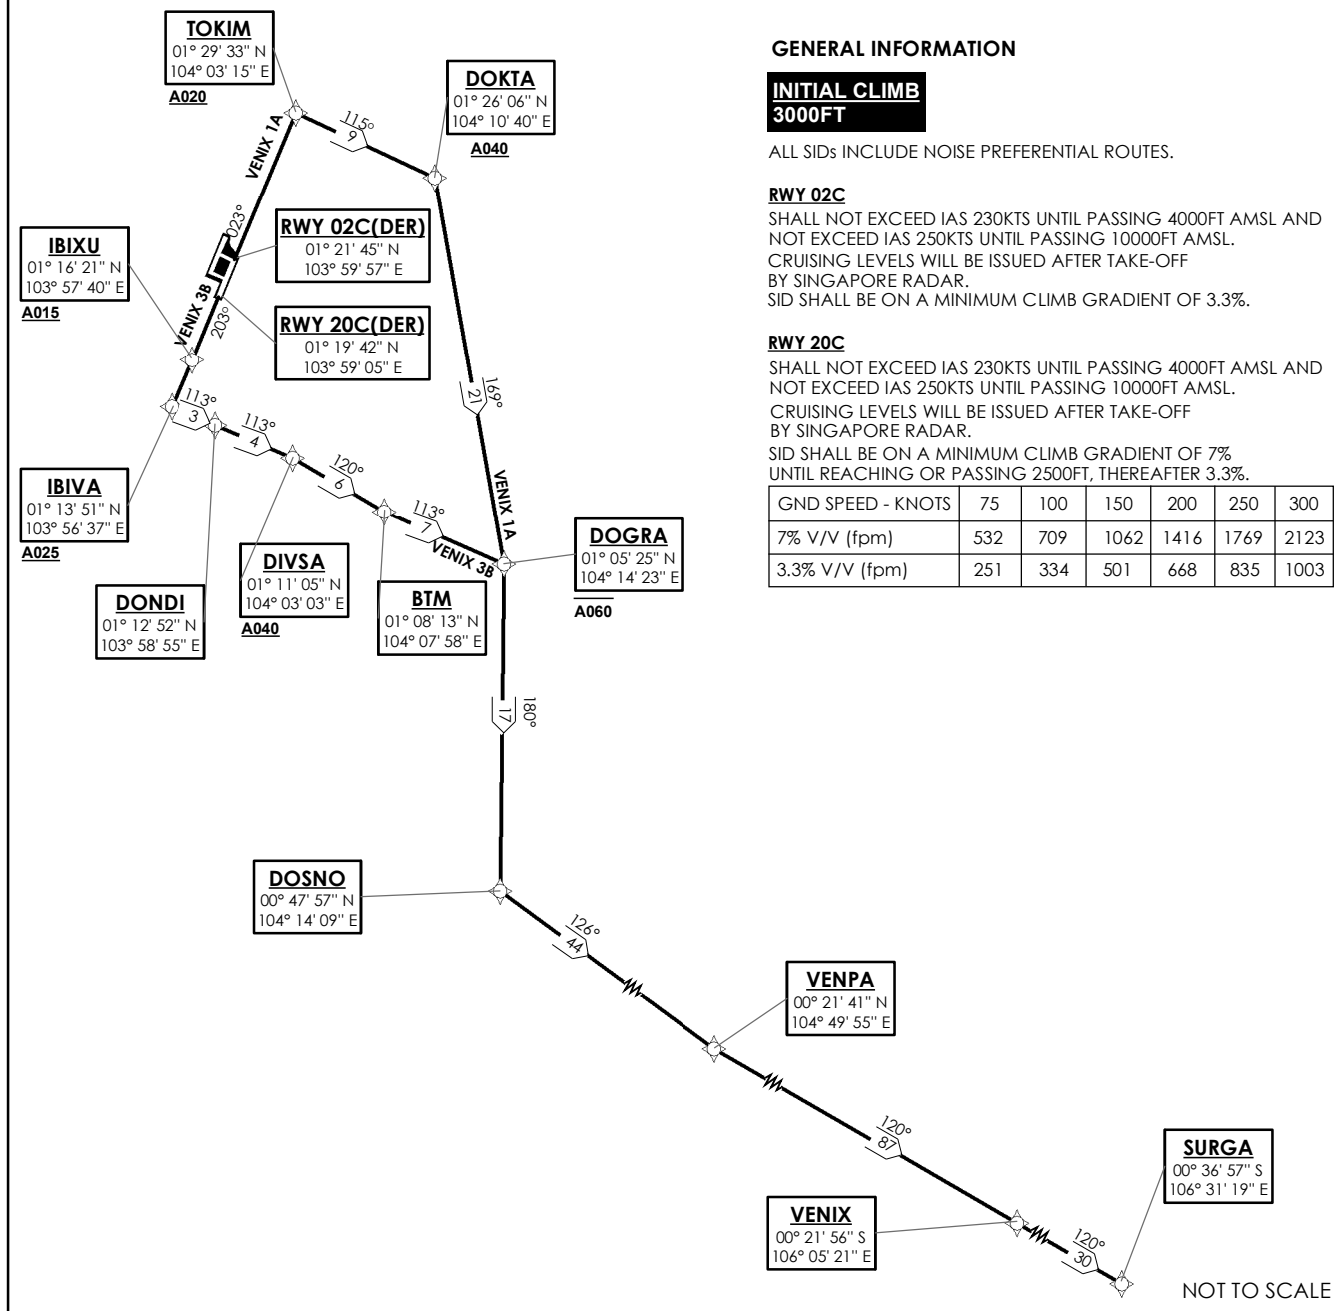 TOKIM
01° 29' 33" N
104° 03' 15" E
A020
DOKTA
01° 26' 06" N
104° 10' 40" E
A040
GENERAL INFORMATION
INITIAL CLIMB
3000FT
ALL SIDs INCLUDE NOISE PREFERENTIAL ROUTES.
RWY 02C
SHALL NOT EXCEED IAS 230KTS UNTIL PASSING 4000FT AMSL AND
NOT EXCEED IAS 250KTS UNTIL PASSING 10000FT AMSL.
CRUISING LEVELS WILL BE ISSUED AFTER TAKE-OFF
BY SINGAPORE RADAR.
SID SHALL BE ON A MINIMUM CLIMB GRADIENT OF 3.3%.
RWY 20C
SHALL NOT EXCEED IAS 230KTS UNTIL PASSING 4000FT AMSL AND
NOT EXCEED IAS 250KTS UNTIL PASSING 10000FT AMSL.
CRUISING LEVELS WILL BE ISSUED AFTER TAKE-OFF
BY SINGAPORE RADAR.
SID SHALL BE ON A MINIMUM CLIMB GRADIENT OF 7%
UNTIL REACHING OR PASSING 2500FT, THEREAFTER 3.3%.
GND SPEED - KNOTS 75 100 150 200 250 300
7% V/V (fpm) 532 709 1062 1416 1769 2123
3.3% V/V (fpm) 251 334 501 668 835 1003
115°
9
VENIX 1A
023°
RWY 02C(DER)
01° 21' 45" N
103° 59' 57" E
IBIXU
01° 16' 21" N
103° 57' 40" E
A015
VENIX 3B
203°
RWY 20C(DER)
01° 19' 42" N
103° 59' 05" E
169°
21
VENIX 1A
113°
3
113°
4
120°
6
113°
7
VENIX 3B
IBIVA
01° 13' 51" N
103° 56' 37" E
A025
DIVSA
01° 11' 05" N
104° 03' 03" E
A040
DONDI
01° 12' 52" N
103° 58' 55" E
BTM
01° 08' 13" N
104° 07' 58" E
DOGRA
01° 05' 25" N
104° 14' 23" E
A060
180°
17
DOSNO
00° 47' 57" N
104° 14' 09" E
126°
44
VENPA
00° 21' 41" N
104° 49' 55" E
120°
87
SURGA
00° 36' 57" S
106° 31' 19" E
VENIX
00° 21' 56" S
106° 05' 21" E
120°
30
NOT TO SCALE